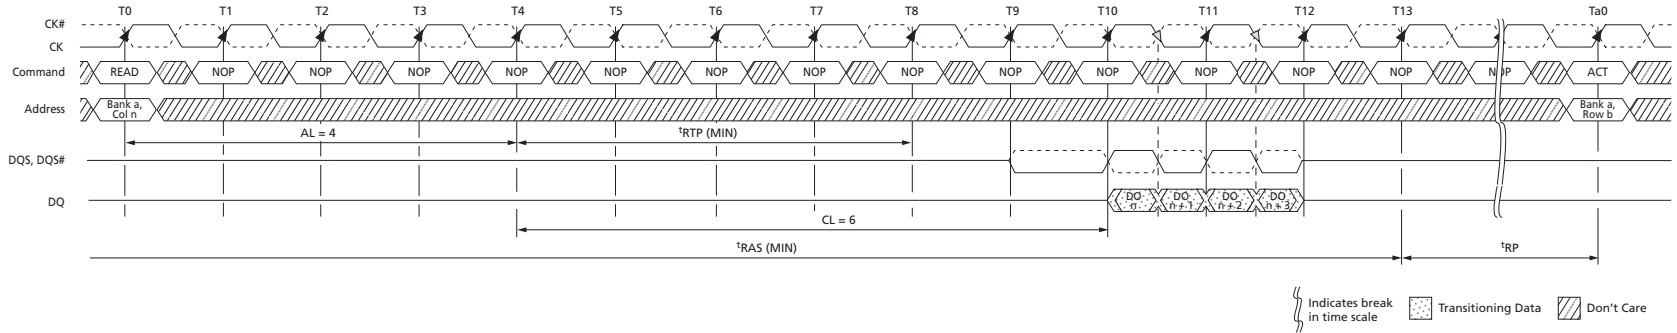 T0 T1 T2 T3 T4 T5 T6 T7 T8 T9 T10 T11 T12 T13 Ta0
CK#
CK
Command READ NOP NOP NOP NOP NOP NOP NOP NOP NOP NOP NOP NOP NOP NOP ACT
Address Bank a, Col n Bank a, Row b
AL = 4 tRTP (MIN)
DQS, DQS#
DQ DO n DO n + 1 DO n + 2 DO n + 3
CL = 6
tRAS (MIN) tRP
Indicates break in time scale Transitioning Data Don't Care